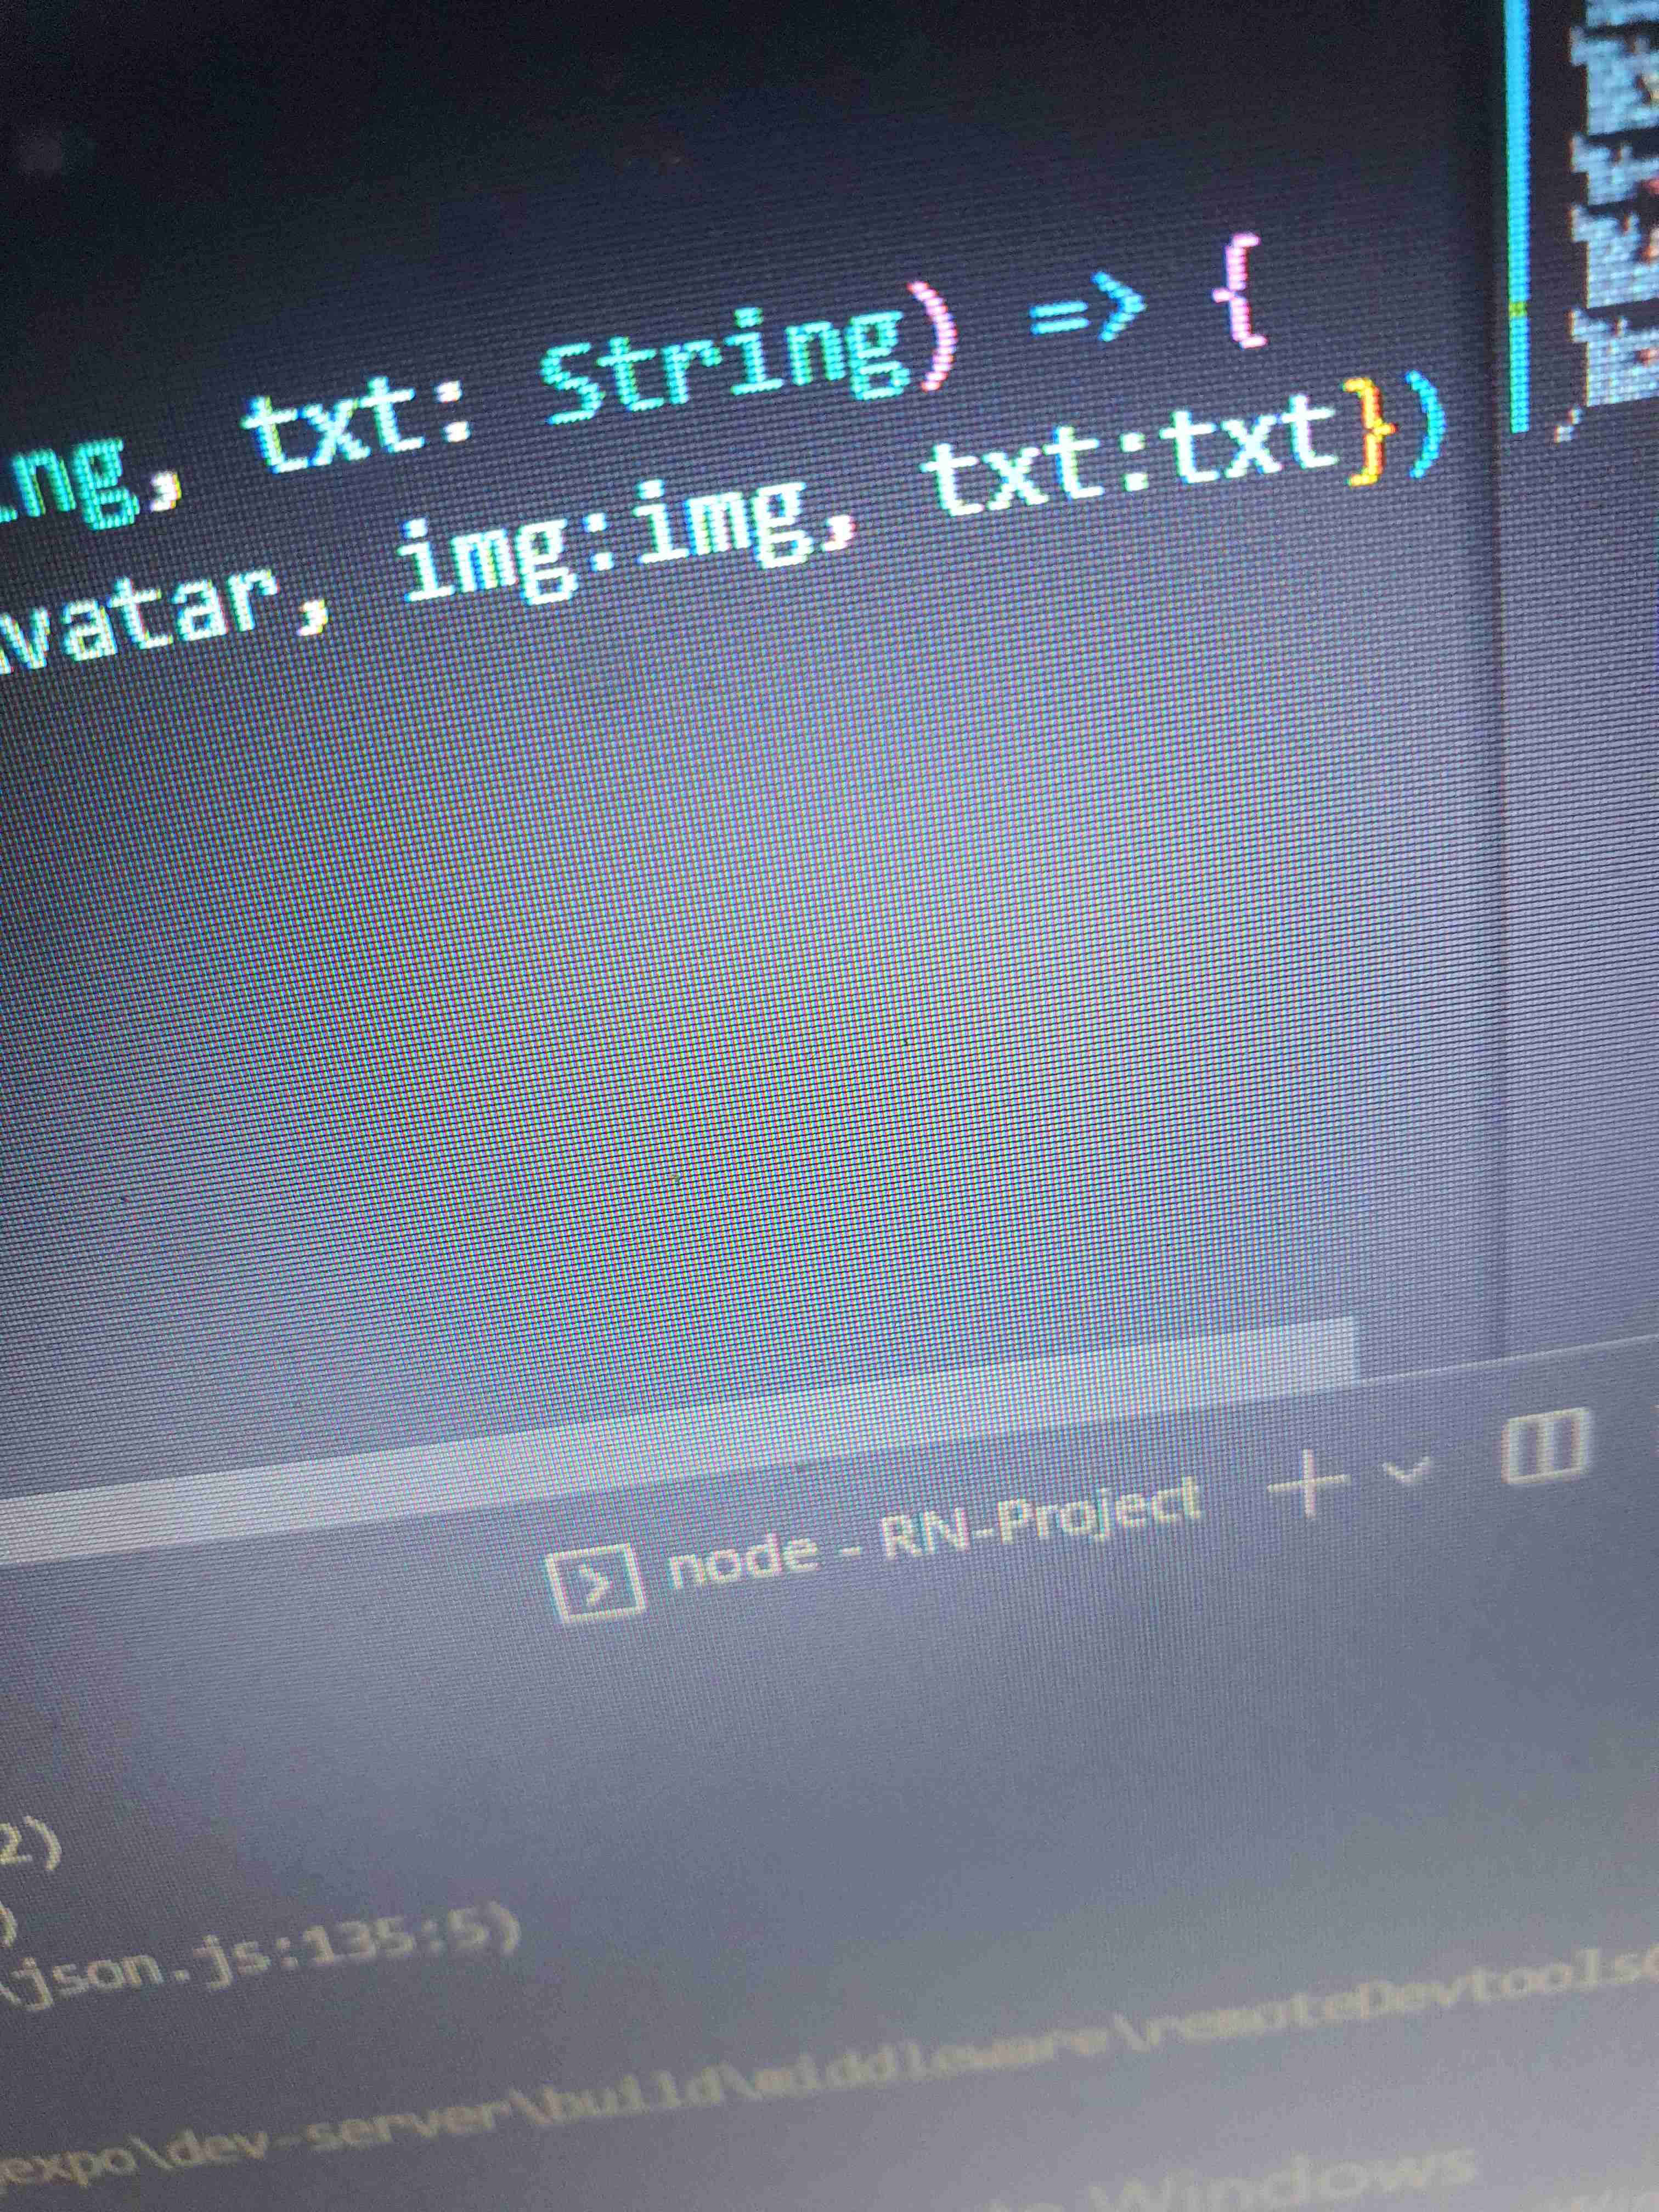 ng, txt: String) => {
vatar, img:img, txt:txt})
node - RN-Project
2)
)
\json.js:135:5)
expo\dev-server\build\middleware\remoteDevtools
Windows